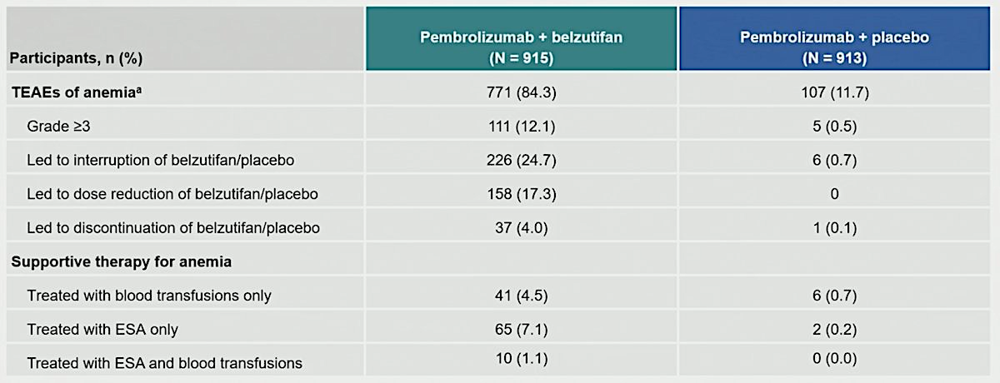 Participants, n (%)
Pembrolizumab + belzutifan
(N = 915)
Pembrolizumab + placebo
(N = 913)
TEAEs of anemiaᵃ 771 (84.3) 107 (11.7)
Grade ≥3 111 (12.1) 5 (0.5)
Led to interruption of belzutifan/placebo 226 (24.7) 6 (0.7)
Led to dose reduction of belzutifan/placebo 158 (17.3) 0
Led to discontinuation of belzutifan/placebo 37 (4.0) 1 (0.1)
Supportive therapy for anemia
Treated with blood transfusions only 41 (4.5) 6 (0.7)
Treated with ESA only 65 (7.1) 2 (0.2)
Treated with ESA and blood transfusions 10 (1.1) 0 (0.0)